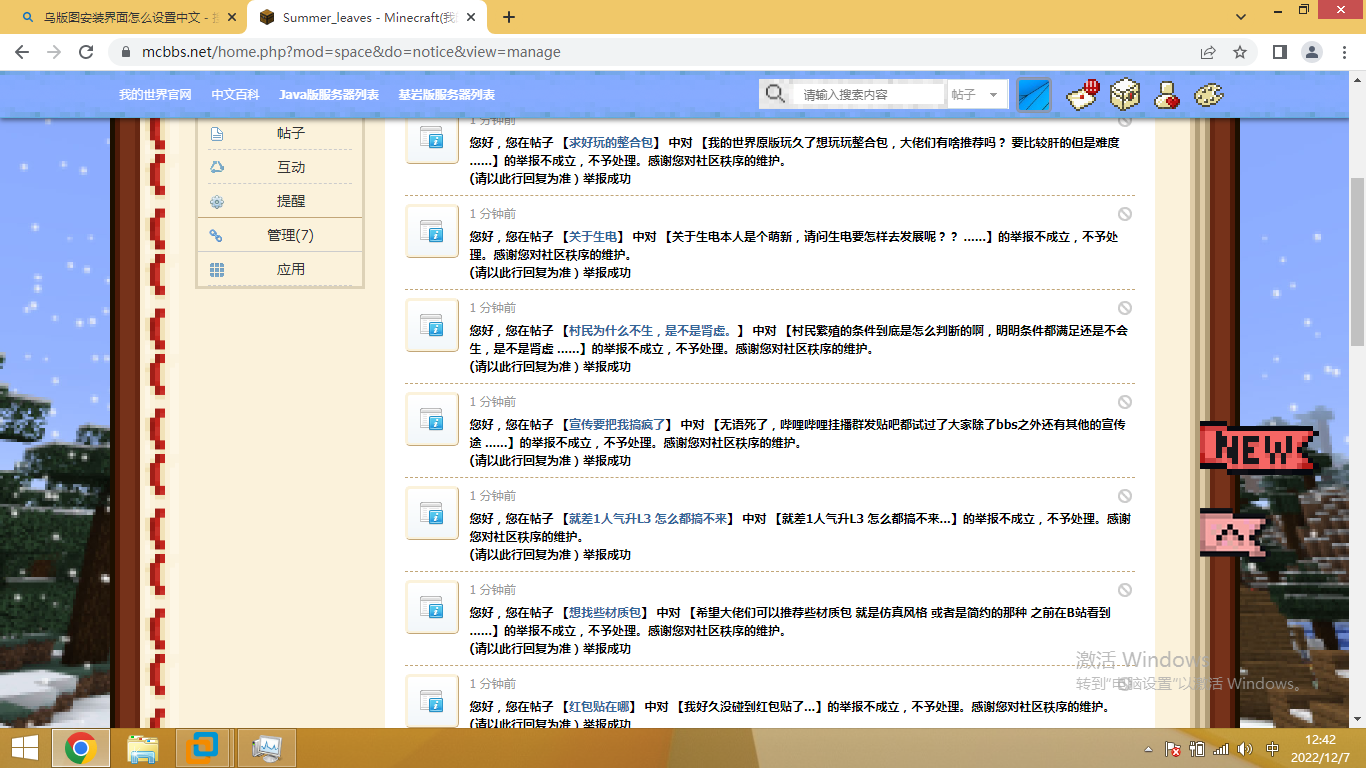 乌版图安装界面怎么设置中文 -
Summer_leaves - Minecraft(我
mcbbs.net/home.php?mod=space&do=notice&view=manage
我的世界官网 中文百科 Java版服务器列表 基岩版服务器列表 请输入搜索内容 帖子
帖子
互动
提醒
管理(7)
应用
1 分钟前
您好，您在帖子 【求好玩的整合包】 中对 【我的世界原版玩久了想玩玩整合包，大佬们有啥推荐吗？ 要比较肝的但是难度
......】的举报不成立，不予处理。感谢您对社区秩序的维护。
(请以此行回复为准 ) 举报成功
1 分钟前
您好，您在帖子 【关于生电】 中对 【关于生电本人是个萌新，请问生电要怎样去发展呢？？ ......】的举报不成立，不予处
理。感谢您对社区秩序的维护。
(请以此行回复为准 ) 举报成功
1 分钟前
您好，您在帖子 【村民为什么不生，是不是肾虚。】 中对 【村民繁殖的条件到底是怎么判断的啊，明明条件都满足还是不会
生，是不是肾虚 ......】的举报不成立，不予处理。感谢您对社区秩序的维护。
(请以此行回复为准 ) 举报成功
1 分钟前
您好，您在帖子 【宣传要把我搞疯了】 中对 【无语死了，哔哩哔哩挂播群发贴吧都试过了大家除了bbs之外还有其他的宣传
途 ......】的举报不成立，不予处理。感谢您对社区秩序的维护。
(请以此行回复为准 ) 举报成功
1 分钟前
您好，您在帖子 【就差1人气升L3 怎么都搞不来】 中对 【就差1人气升L3 怎么都搞不来...】的举报不成立，不予处理。感谢
您对社区秩序的维护。
(请以此行回复为准 ) 举报成功
1 分钟前
您好，您在帖子 【想找些材质包】 中对 【希望大佬们可以推荐些材质包 就是仿真风格 或者是简约的那种 之前在B站看到
......】的举报不成立，不予处理。感谢您对社区秩序的维护。
(请以此行回复为准 ) 举报成功
1 分钟前
您好，您在帖子 【红包贴在哪】 中对 【我好久没碰到红包贴了...】的举报不成立，不予处理。感谢您对社区秩序的维护。
(请以此行回复为准 ) 举报成功
NEW
激活 Windows
转到"电脑设置"以激活 Windows。
中
12:42
2022/12/7